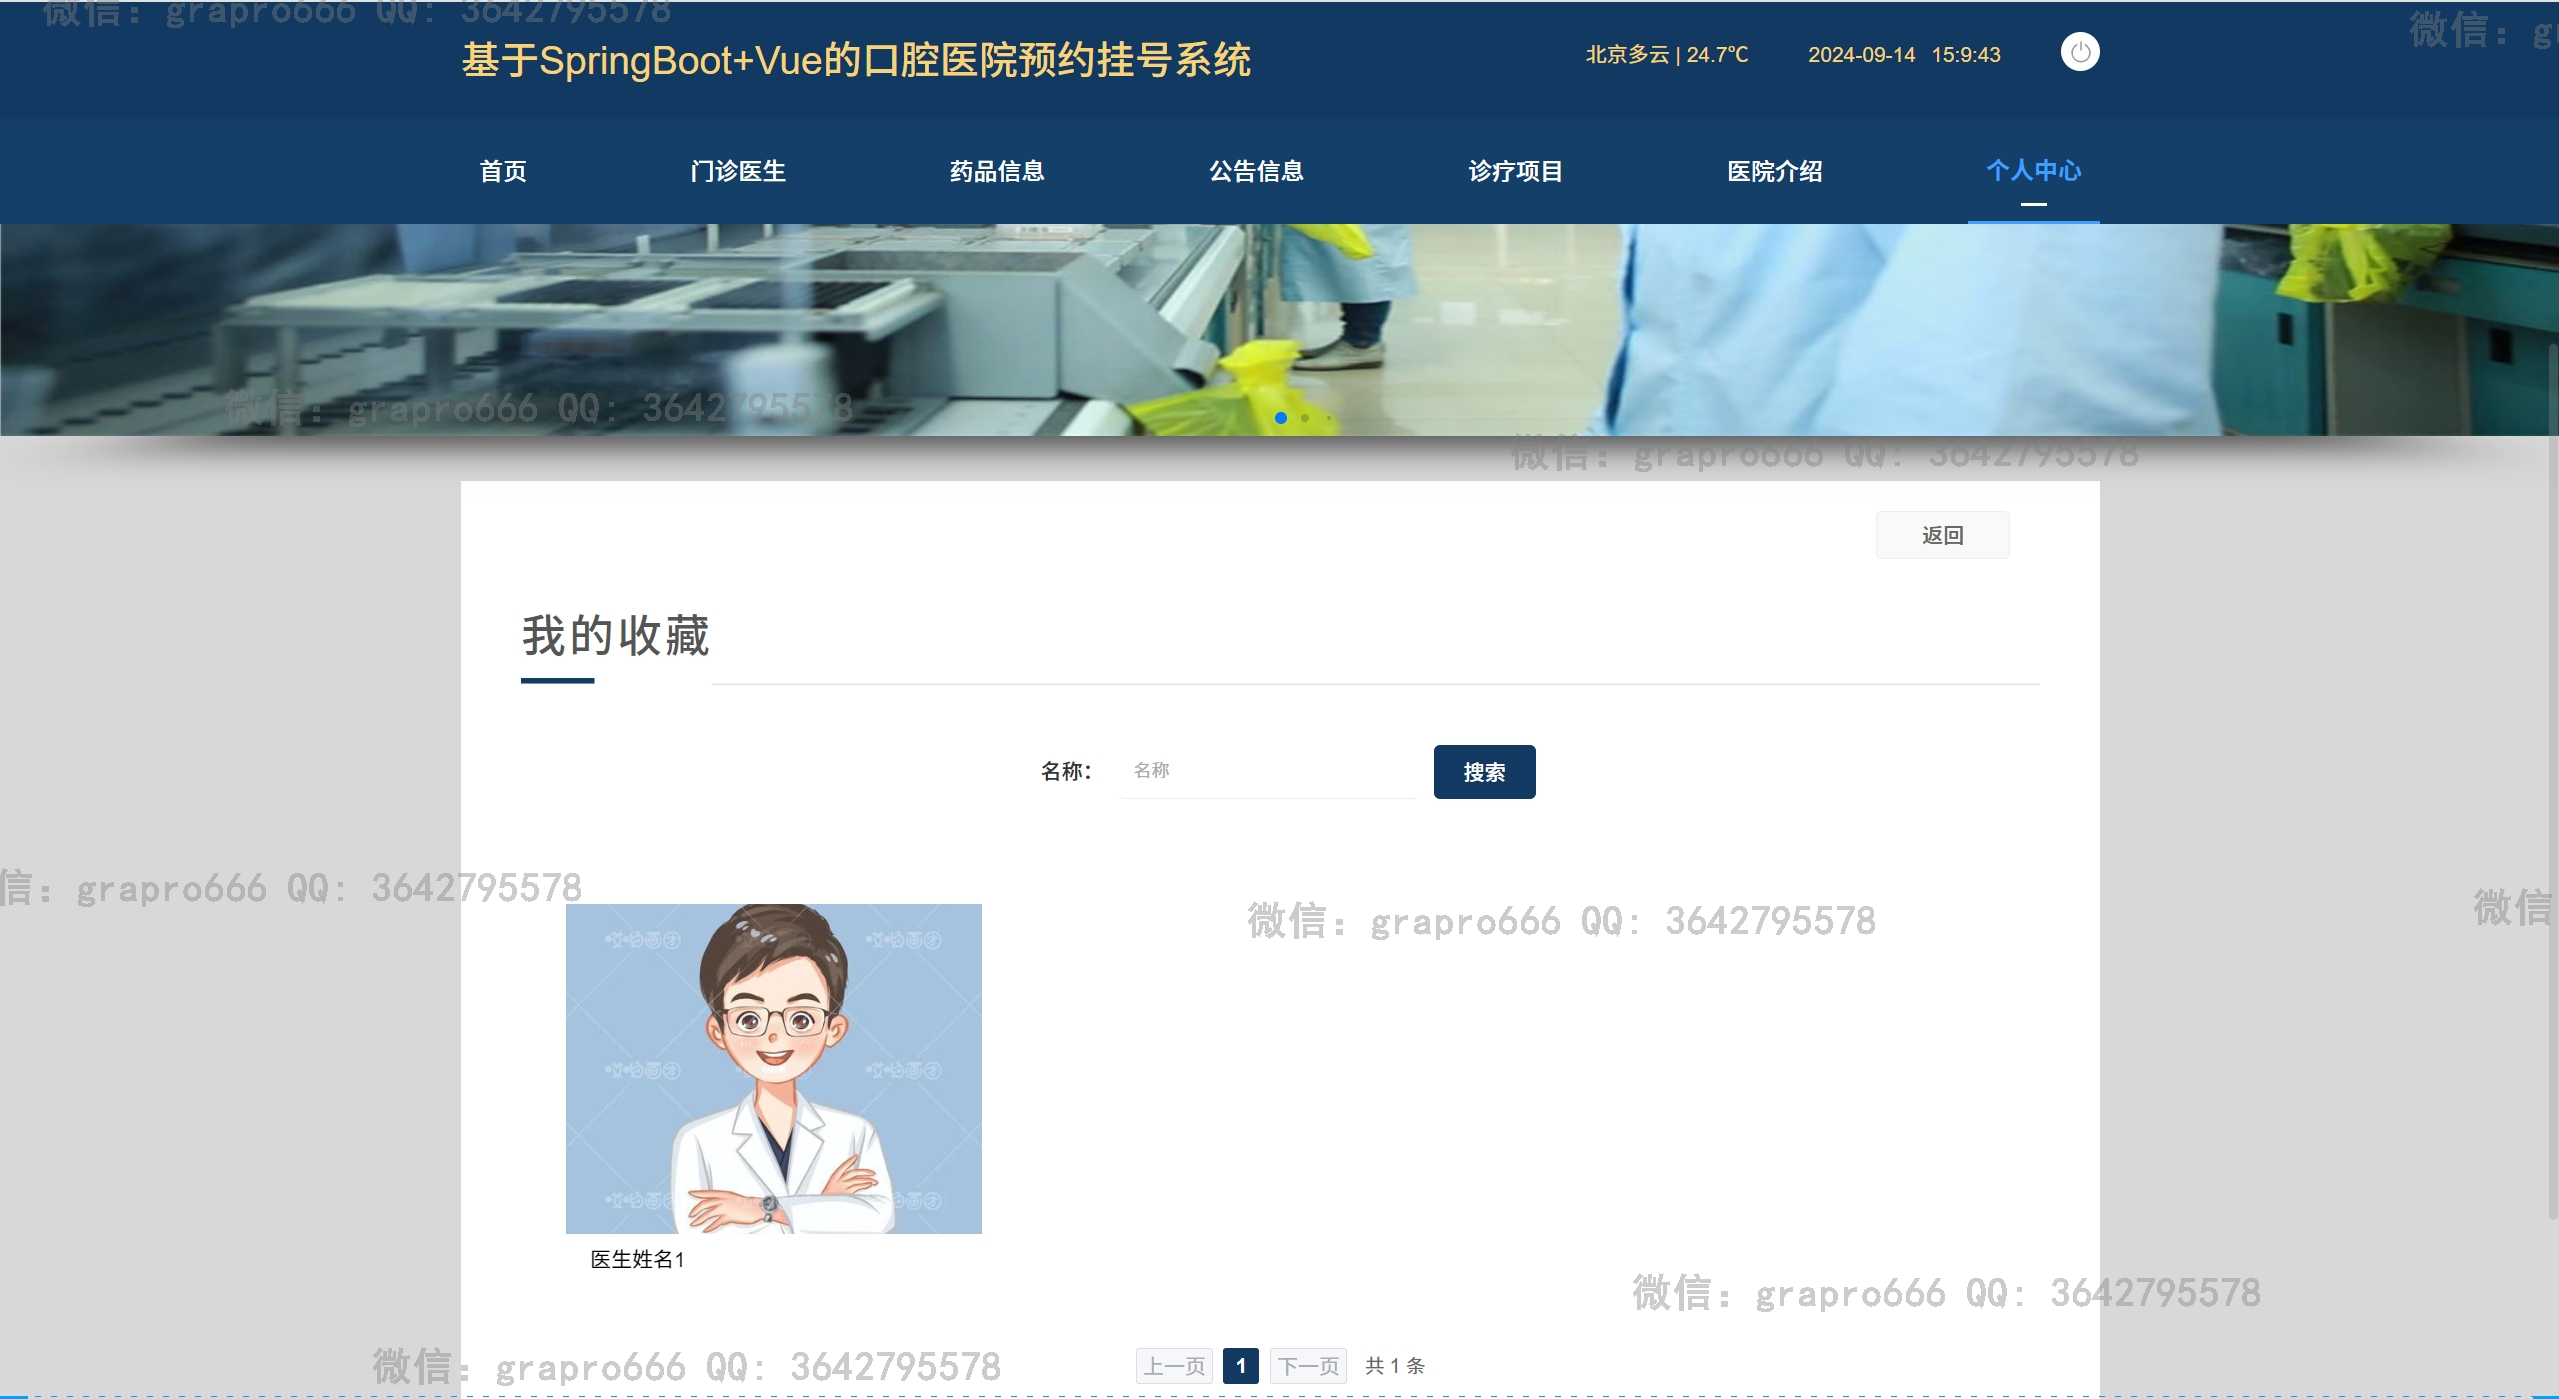 微信: grapro666 QQ: 3642795578
微信: g
基于SpringBoot+Vue的口腔医院预约挂号系统
北京多云 | 24.7℃
2024-09-14 15:9:43
首页
门诊医生
药品信息
公告信息
诊疗项目
医院介绍
个人中心
微信: grapro666 QQ: 3642795578
微信: grapro666 QQ: 3642795578
返回
我的收藏
名称：
名称
搜索
信: grapro666 QQ: 3642795578
微信: grapro666 QQ: 3642795578
微信
医生姓名1
微信: grapro666 QQ: 3642795578
微信: grapro666 QQ: 3642795578
上一页
1
下一页
共 1 条